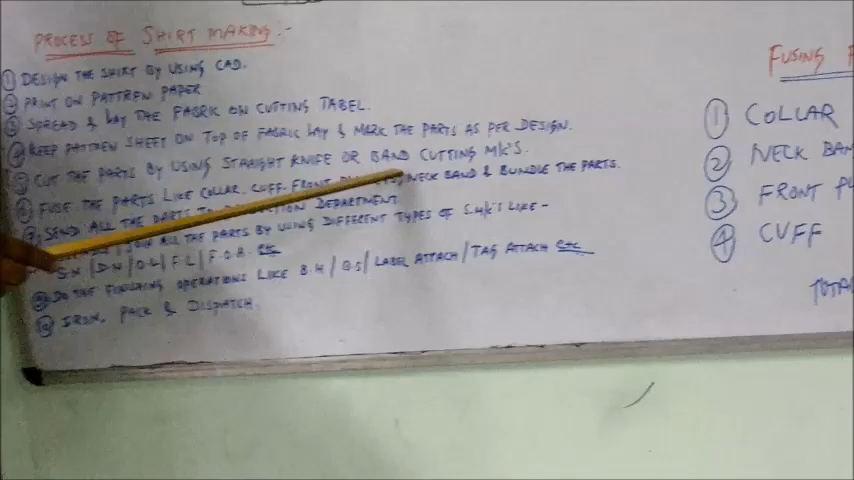 PROCESS OF SHIRT MAKING:-
① DESIGN THE SHIRT BY USING CAD.
② PRINT ON PATTREN PAPER
③ SPREAD & LAY THE FABRIK ON CUTTING TABEL.
④ KEEP PATTREN SHEET ON TOP OF FABRIC LAY & MARK THE PARTS AS PER DESIGN.
⑤ CUT THE PARTS BY USING STRAIGHT KNIFE OR BAND CUTTING M/K'S.
⑥ FUSE THE PARTS LIKE COLLAR, CUFF, FRONT NECK BAND & BUNDLE THE PARTS.
⑦ SEND ALL THE PARTS TO DEPARTMENT
JOIN ALL THE PARTS BY USING DIFFERENT TYPES OF S.M/K'S LIKE -
S.N | D.N | O.L | F.L | F.O.A. etc
DO THE OPERATIONS LIKE B.H / B.S / LABEL ATTACH / TAG ATTACH etc
IRON, PACK & DISPATCH.
FUSING
① COLLAR
② NECK BAN
③ FRONT PL
④ CUFF
TOTA